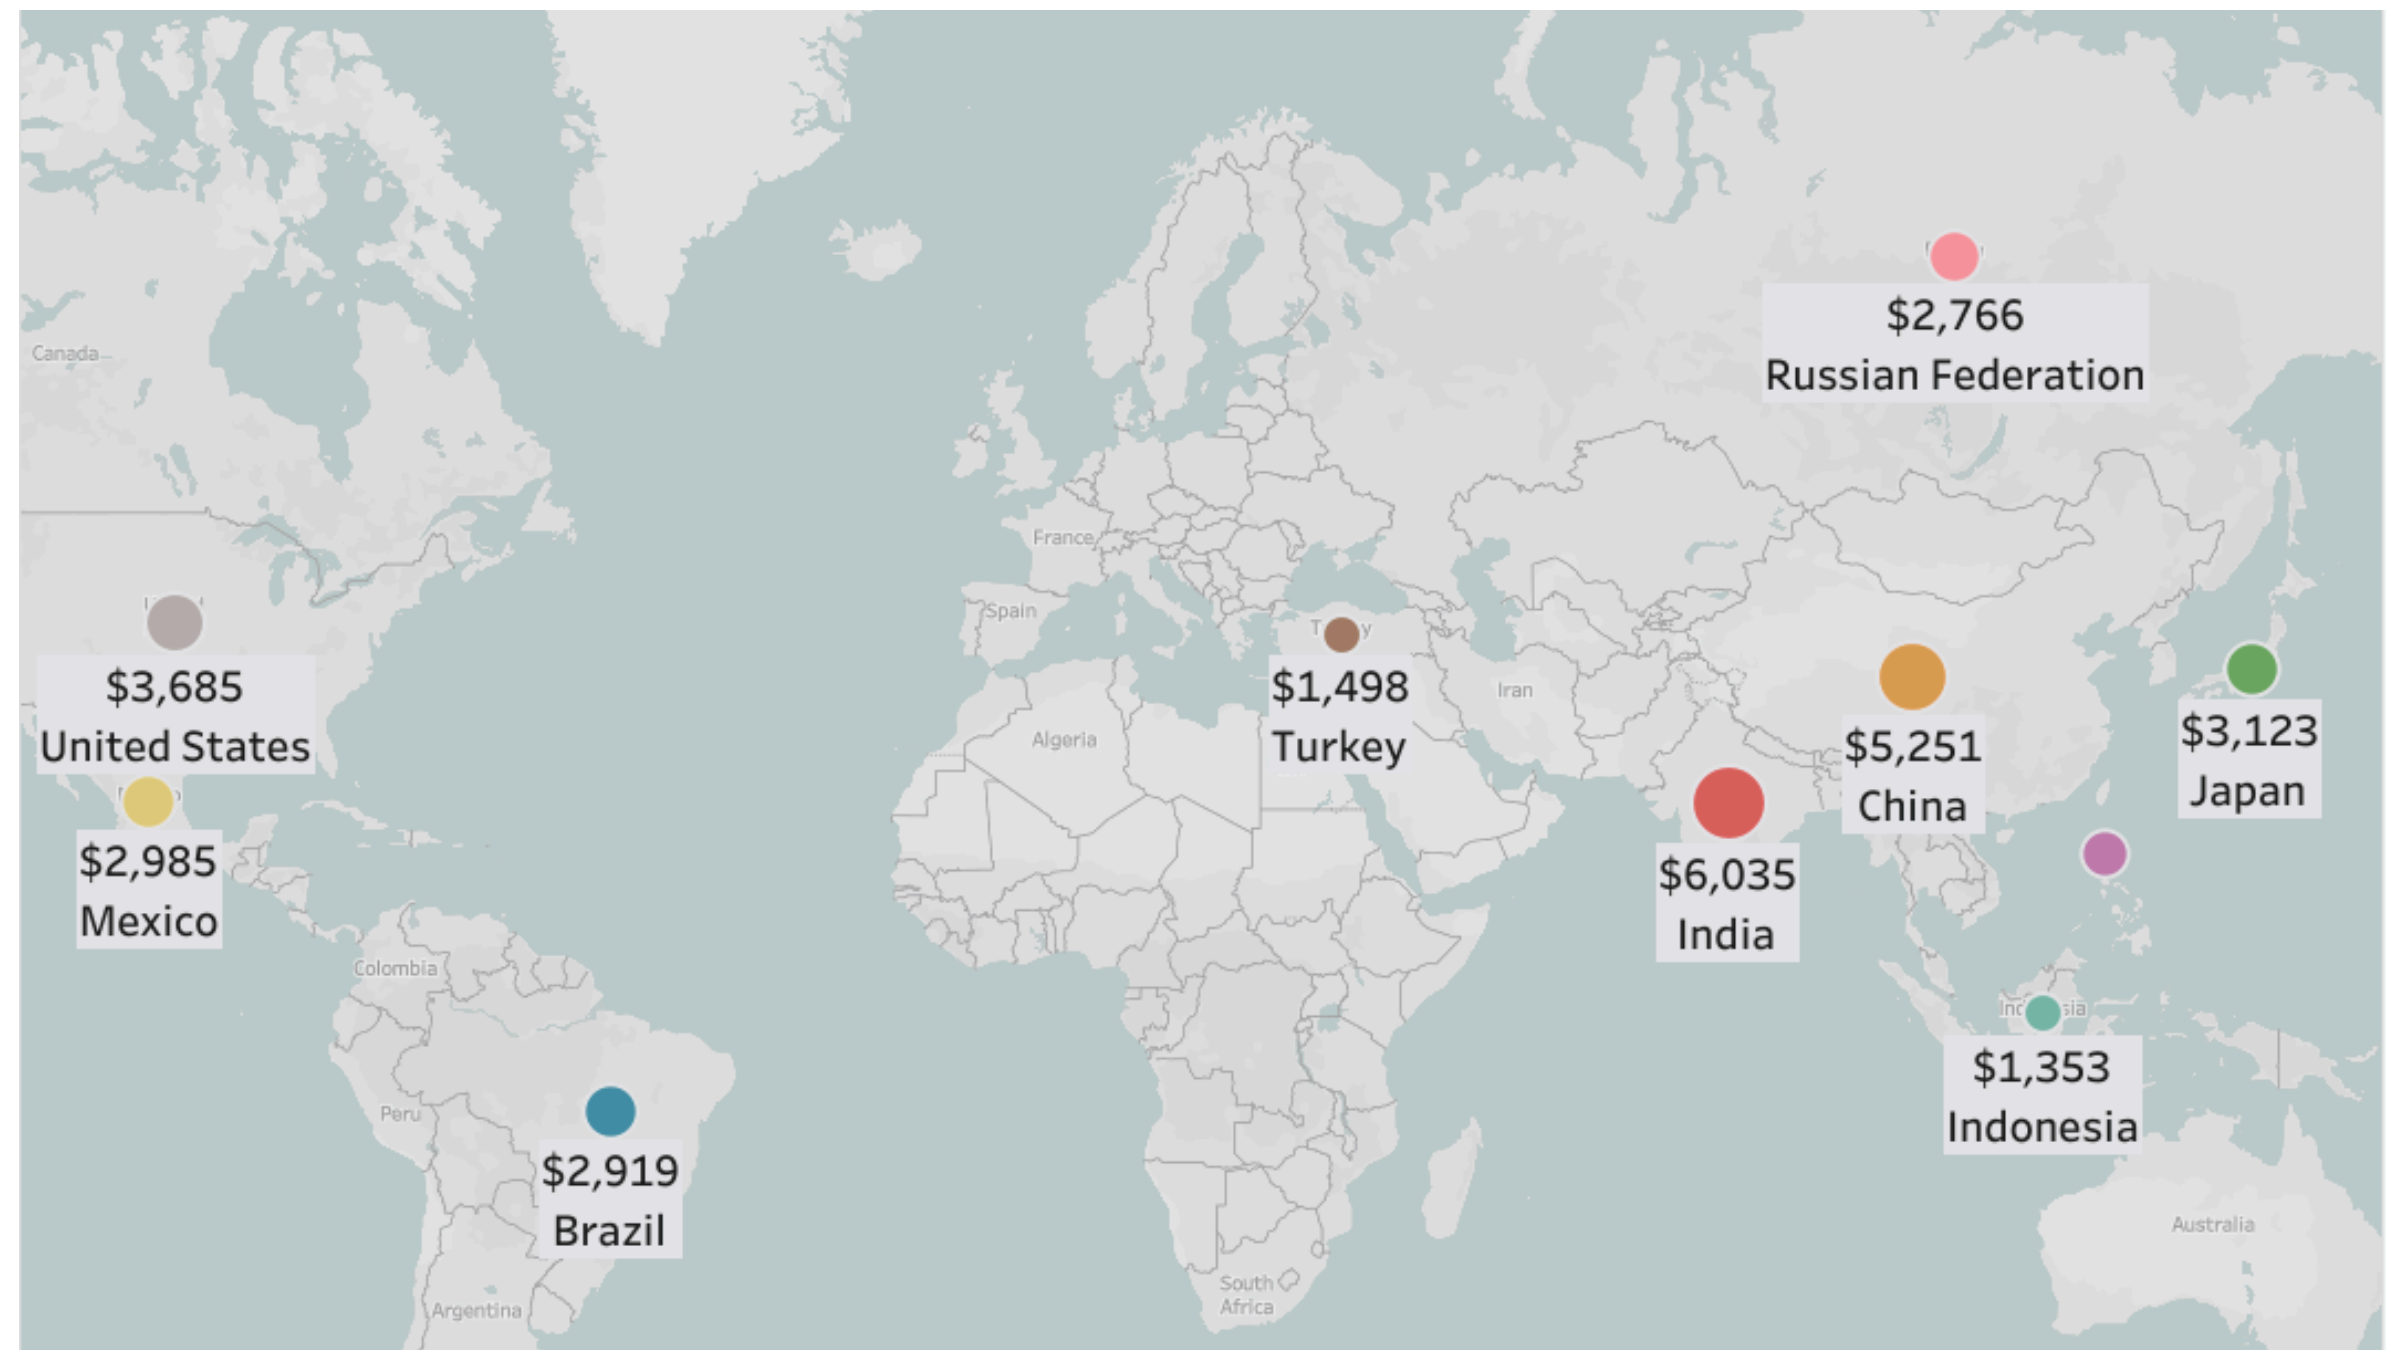 $2,766
Russian Federation
Canada
France
Spain
$3,685
United States
$1,498
Turkey
Iran
Algeria
$5,251
China
$3,123
Japan
$2,985
Mexico
$6,035
India
Colombia
$1,353
Indonesia
Peru
$2,919
Brazil
Australia
South
Africa
Argentina